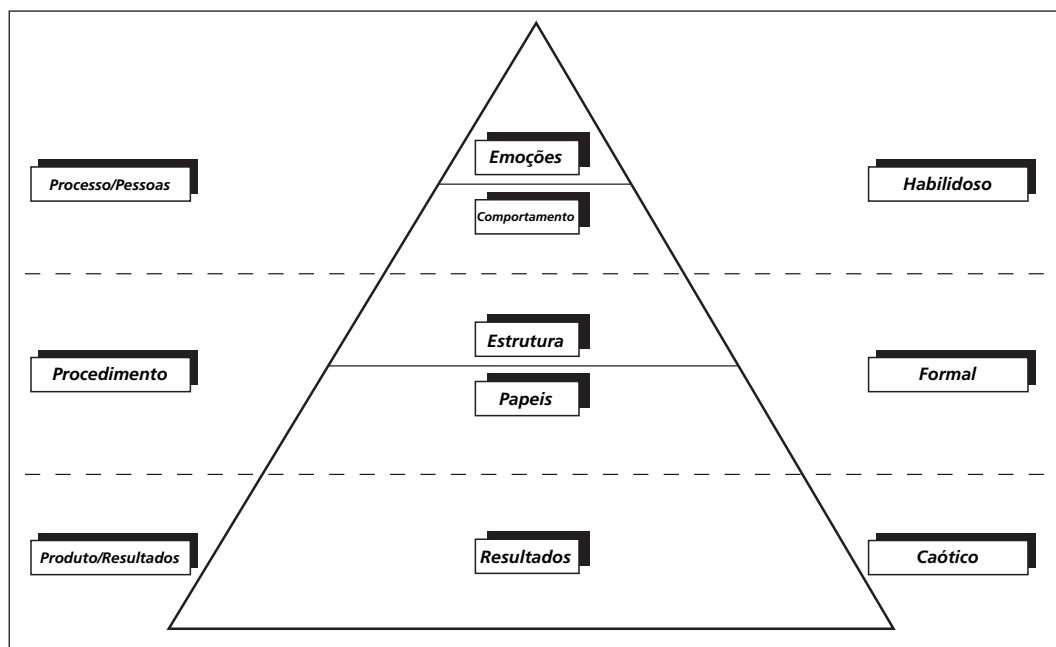 Emoções
Processo/Pessoas
Habilidoso
Comportamento
Estrutura
Procedimento
Formal
Papeis
Produto/Resultados
Resultados
Caótico